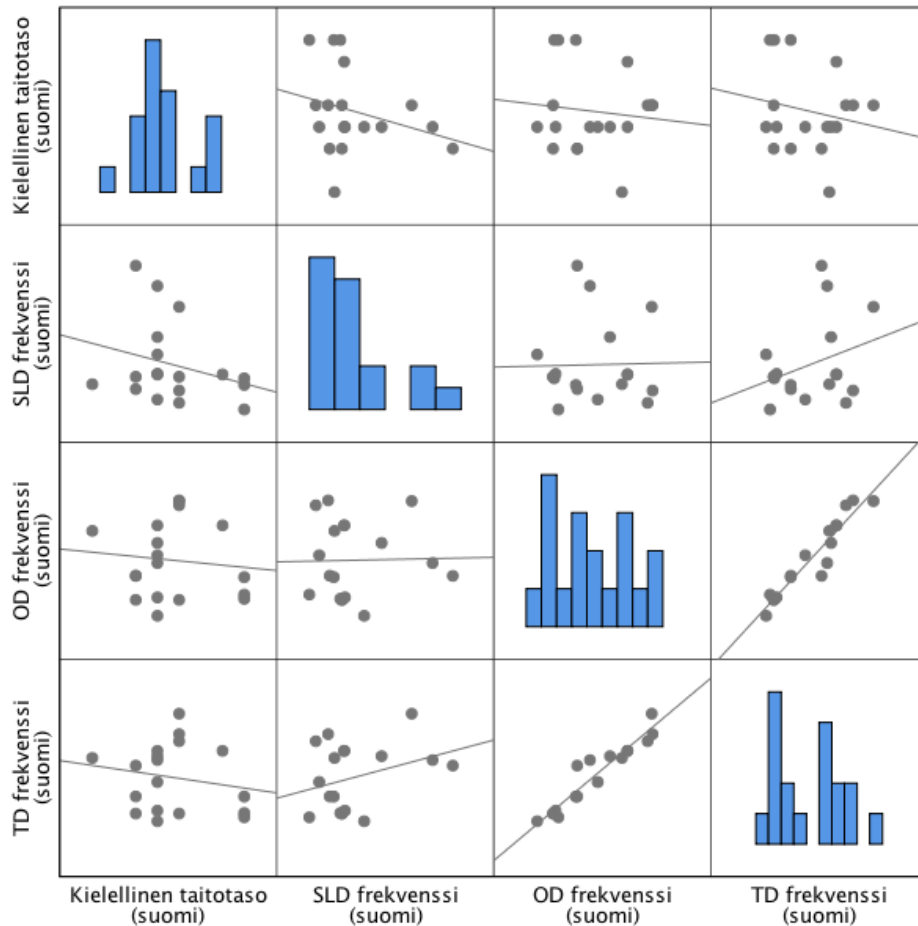 Kielellinen taitotaso
(suomi)
SLD frekvenssi
(suomi)
OD frekvenssi
(suomi)
TD frekvenssi
(suomi)
Kielellinen taitotaso
(suomi)
SLD frekvenssi
(suomi)
OD frekvenssi
(suomi)
TD frekvenssi
(suomi)